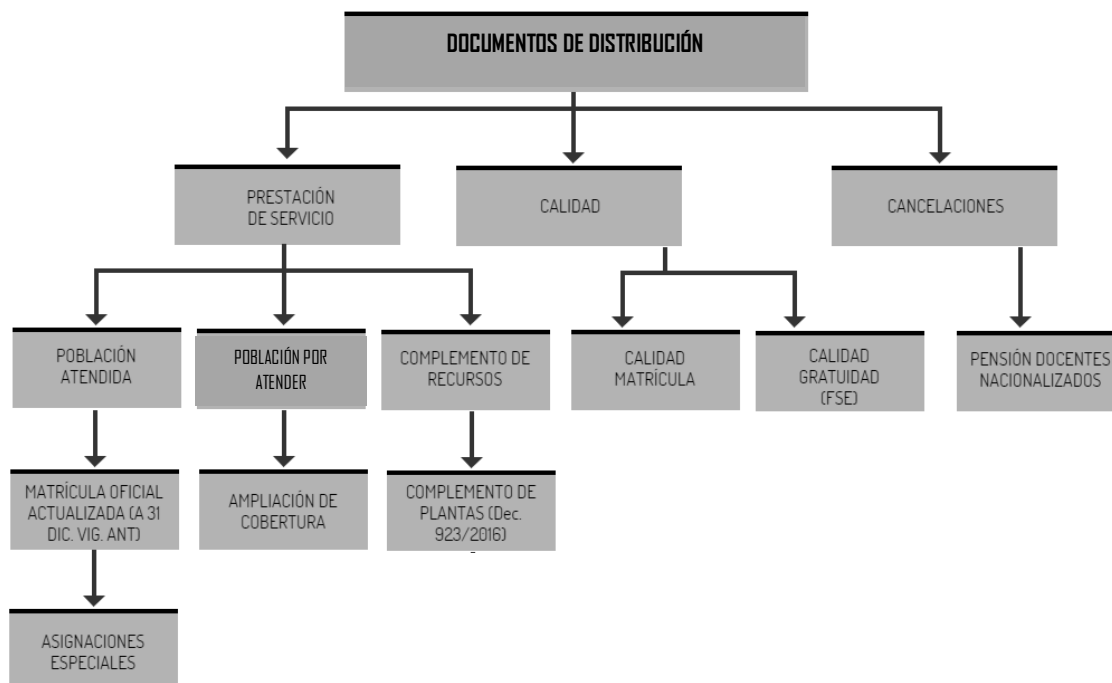 DOCUMENTOS DE DISTRIBUCIÓN
PRESTACIÓN
DE SERVICIO
CALIDAD
CANCELACIONES
POBLACIÓN
ATENDIDA
POBLACIÓN POR
ATENDER
COMPLEMENTO DE
RECURSOS
CALIDAD
MATRÍCULA
CALIDAD
GRATUIDAD
(FSE)
PENSIÓN DOCENTES
NACIONALIZADOS
MATRÍCULA OFICIAL
ACTUALIZADA (A 31
DIC. VIG. ANT)
AMPLIACIÓN DE
COBERTURA
COMPLEMENTO DE
PLANTAS (Dec.
923/2016)
ASIGNACIONES
ESPECIALES